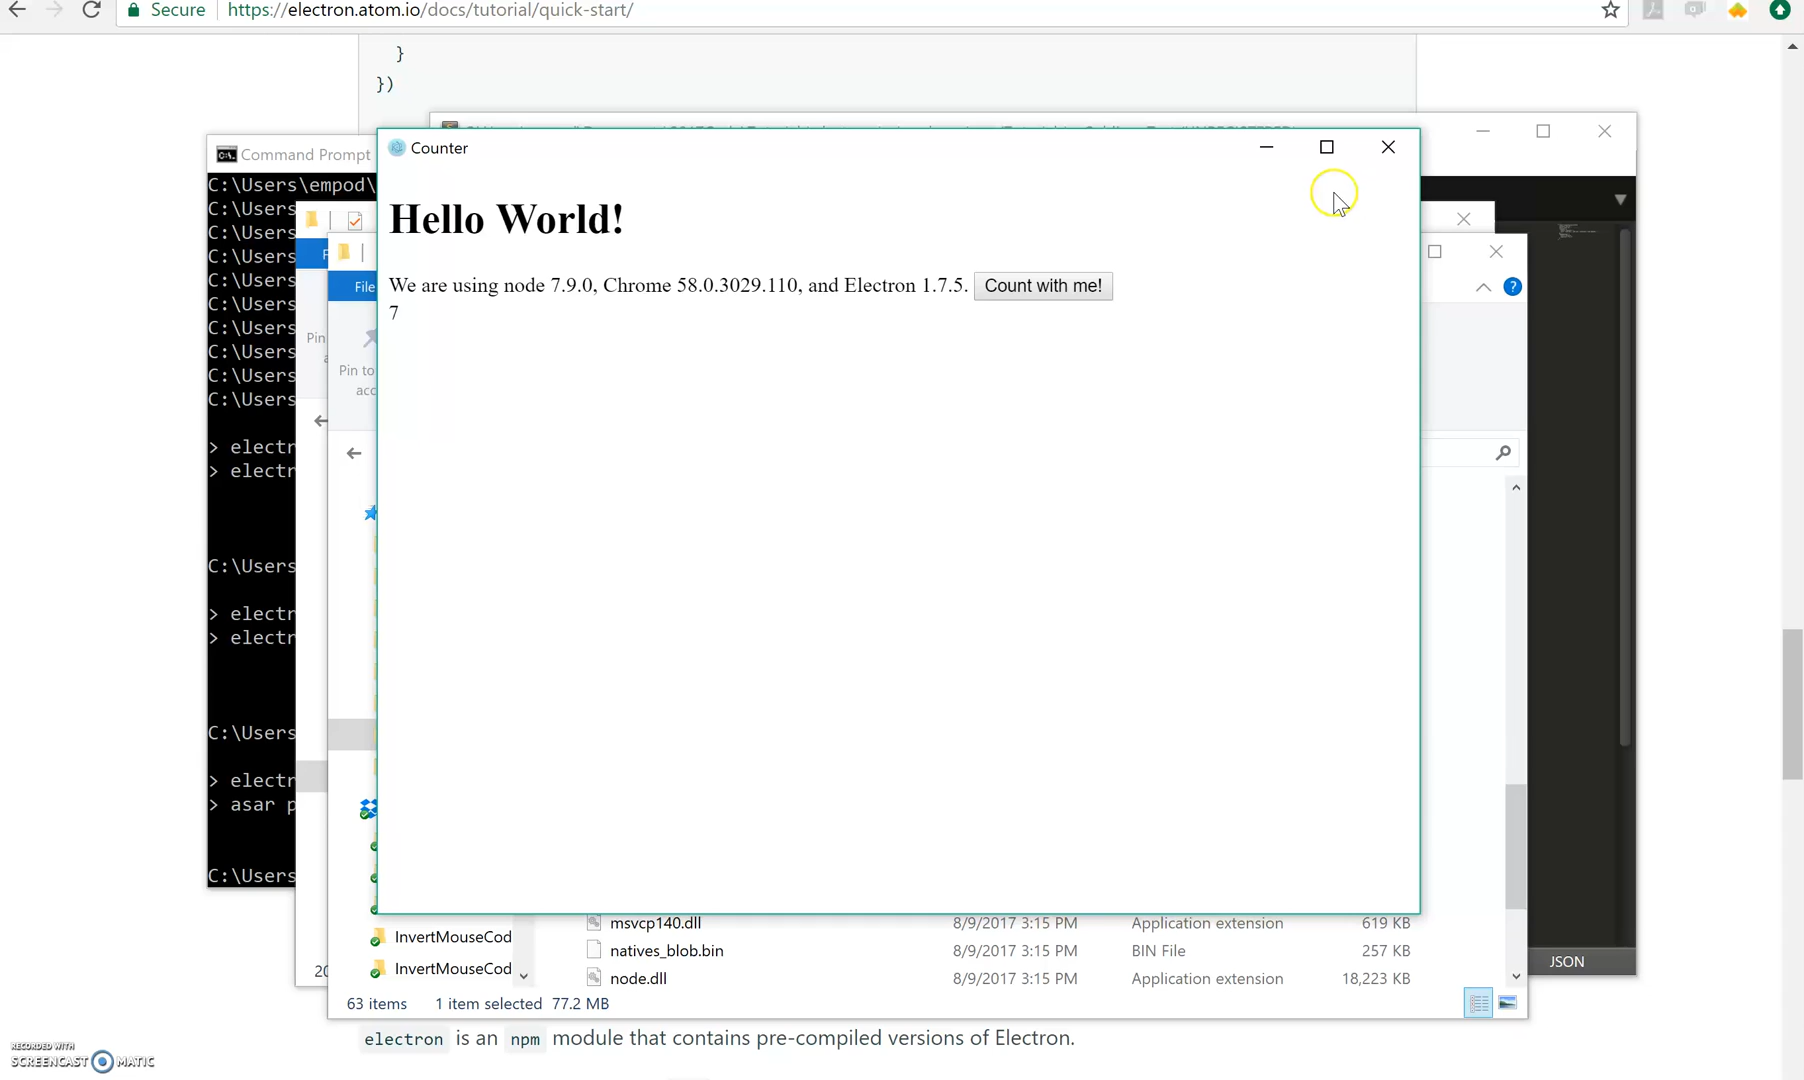 Secure
https://electron.atom.io/docs/tutorial/quick-start/
}
})
Command Prompt
C:\Users\empod\
C:\Users
C:\Users
C:\Users
C:\Users
C:\Users
C:\Users
C:\Users
C:\Users
C:\Users
> electr
> electr
C:\Users
> electr
> electr
C:\Users
> electr
> asar p
C:\Users
Counter
Hello World!
We are using node 7.9.0, Chrome 58.0.3029.110, and Electron 1.7.5. Count with me!
7
File
Pin
Pin to
acc
InvertMouseCod
InvertMouseCod
msvcp140.dll 8/9/2017 3:15 PM Application extension 619 KB
natives_blob.bin 8/9/2017 3:15 PM BIN File 257 KB
node.dll 8/9/2017 3:15 PM Application extension 18,223 KB
JSON
63 items 1 item selected 77.2 MB
electron is an npm module that contains pre-compiled versions of Electron.
RECORDED WITH
SCREENCAST MATIC